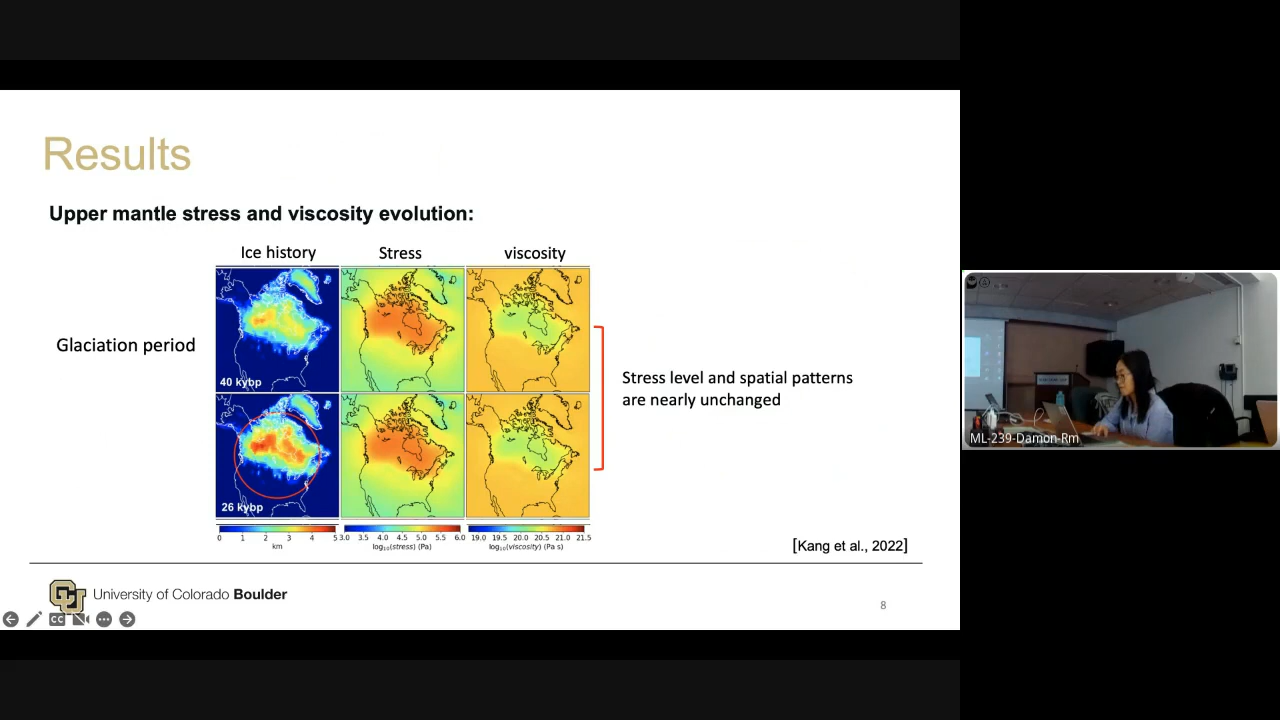 Results
Upper mantle stress and viscosity evolution:
Ice history Stress viscosity
Glaciation period
40 kybp
26 kybp
Stress level and spatial patterns
are nearly unchanged
0 1 2 3 4 5 3.0 3.5 4.0 4.5 5.0 5.5 6.0 19.0 19.5 20.0 20.5 21.0 21.5
km log10(stress) (Pa) log10(viscosity) (Pa s)
[Kang et al., 2022]
CU University of Colorado Boulder
8
CC
ML-239-Damon-Rm